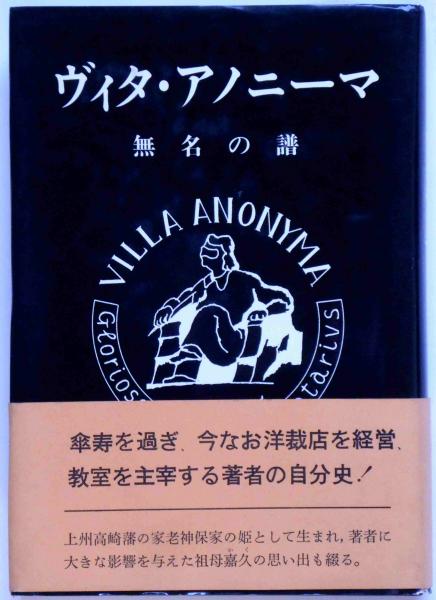 ヴィタ・アノニーマ
無名の譜
VILLA ANONYMA
Glorios
tarivs
傘寿を過ぎ、今なお洋裁店を経営、
教室を主宰する著者の自分史!
上州高崎藩の家老神保家の姫として生まれ,著者に
かく
大きな影響を与えた祖母嘉久の思い出も綴る。